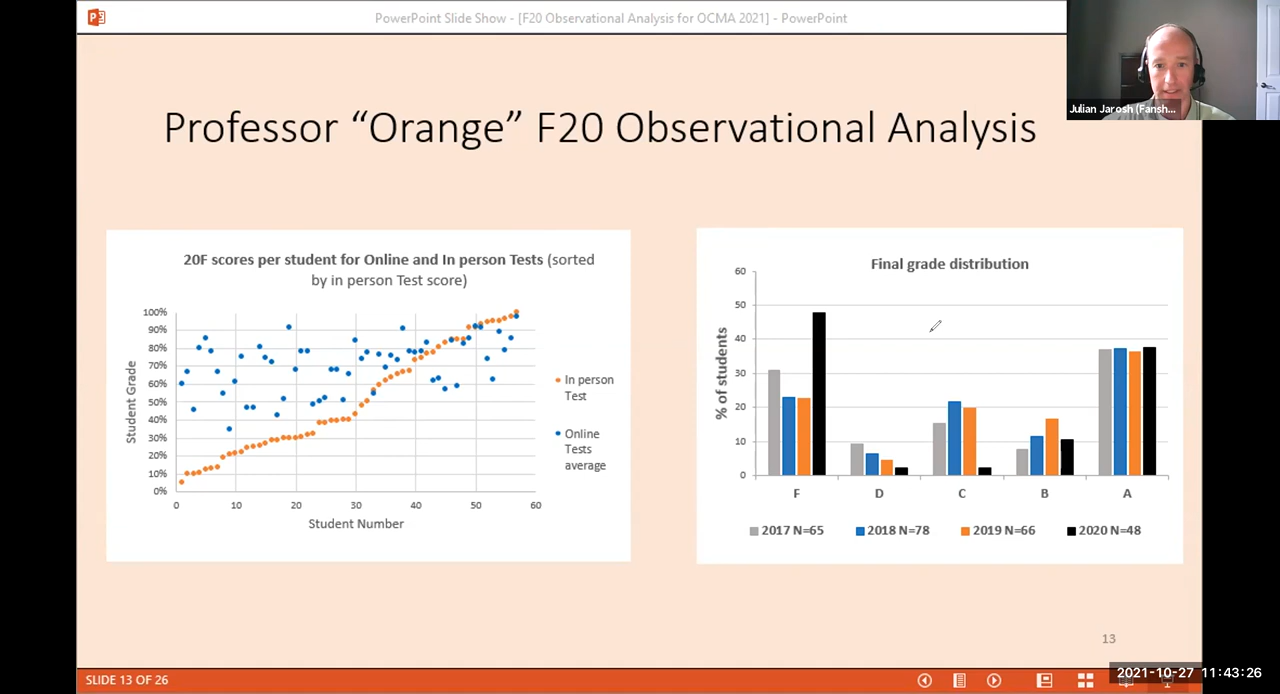 PowerPoint Slide Show - [F20 Observational Analysis for OCMA 2021] - PowerPoint
Julian Jarosh (Fansh...
Professor “Orange” F20 Observational Analysis
20F scores per student for Online and In person Tests (sorted
by in person Test score)
100%
90%
80%
70%
60%
50%
40%
30%
20%
10%
0%
Student Grade
0 10 20 30 40 50 60
Student Number
In person
Test
Online
Tests
average
Final grade distribution
60
50
40
30
20
10
0
% of students
F D C B A
2017 N=65 2018 N=78 2019 N=66 2020 N=48
13
SLIDE 13 OF 26
2021-10-27 11:43:26